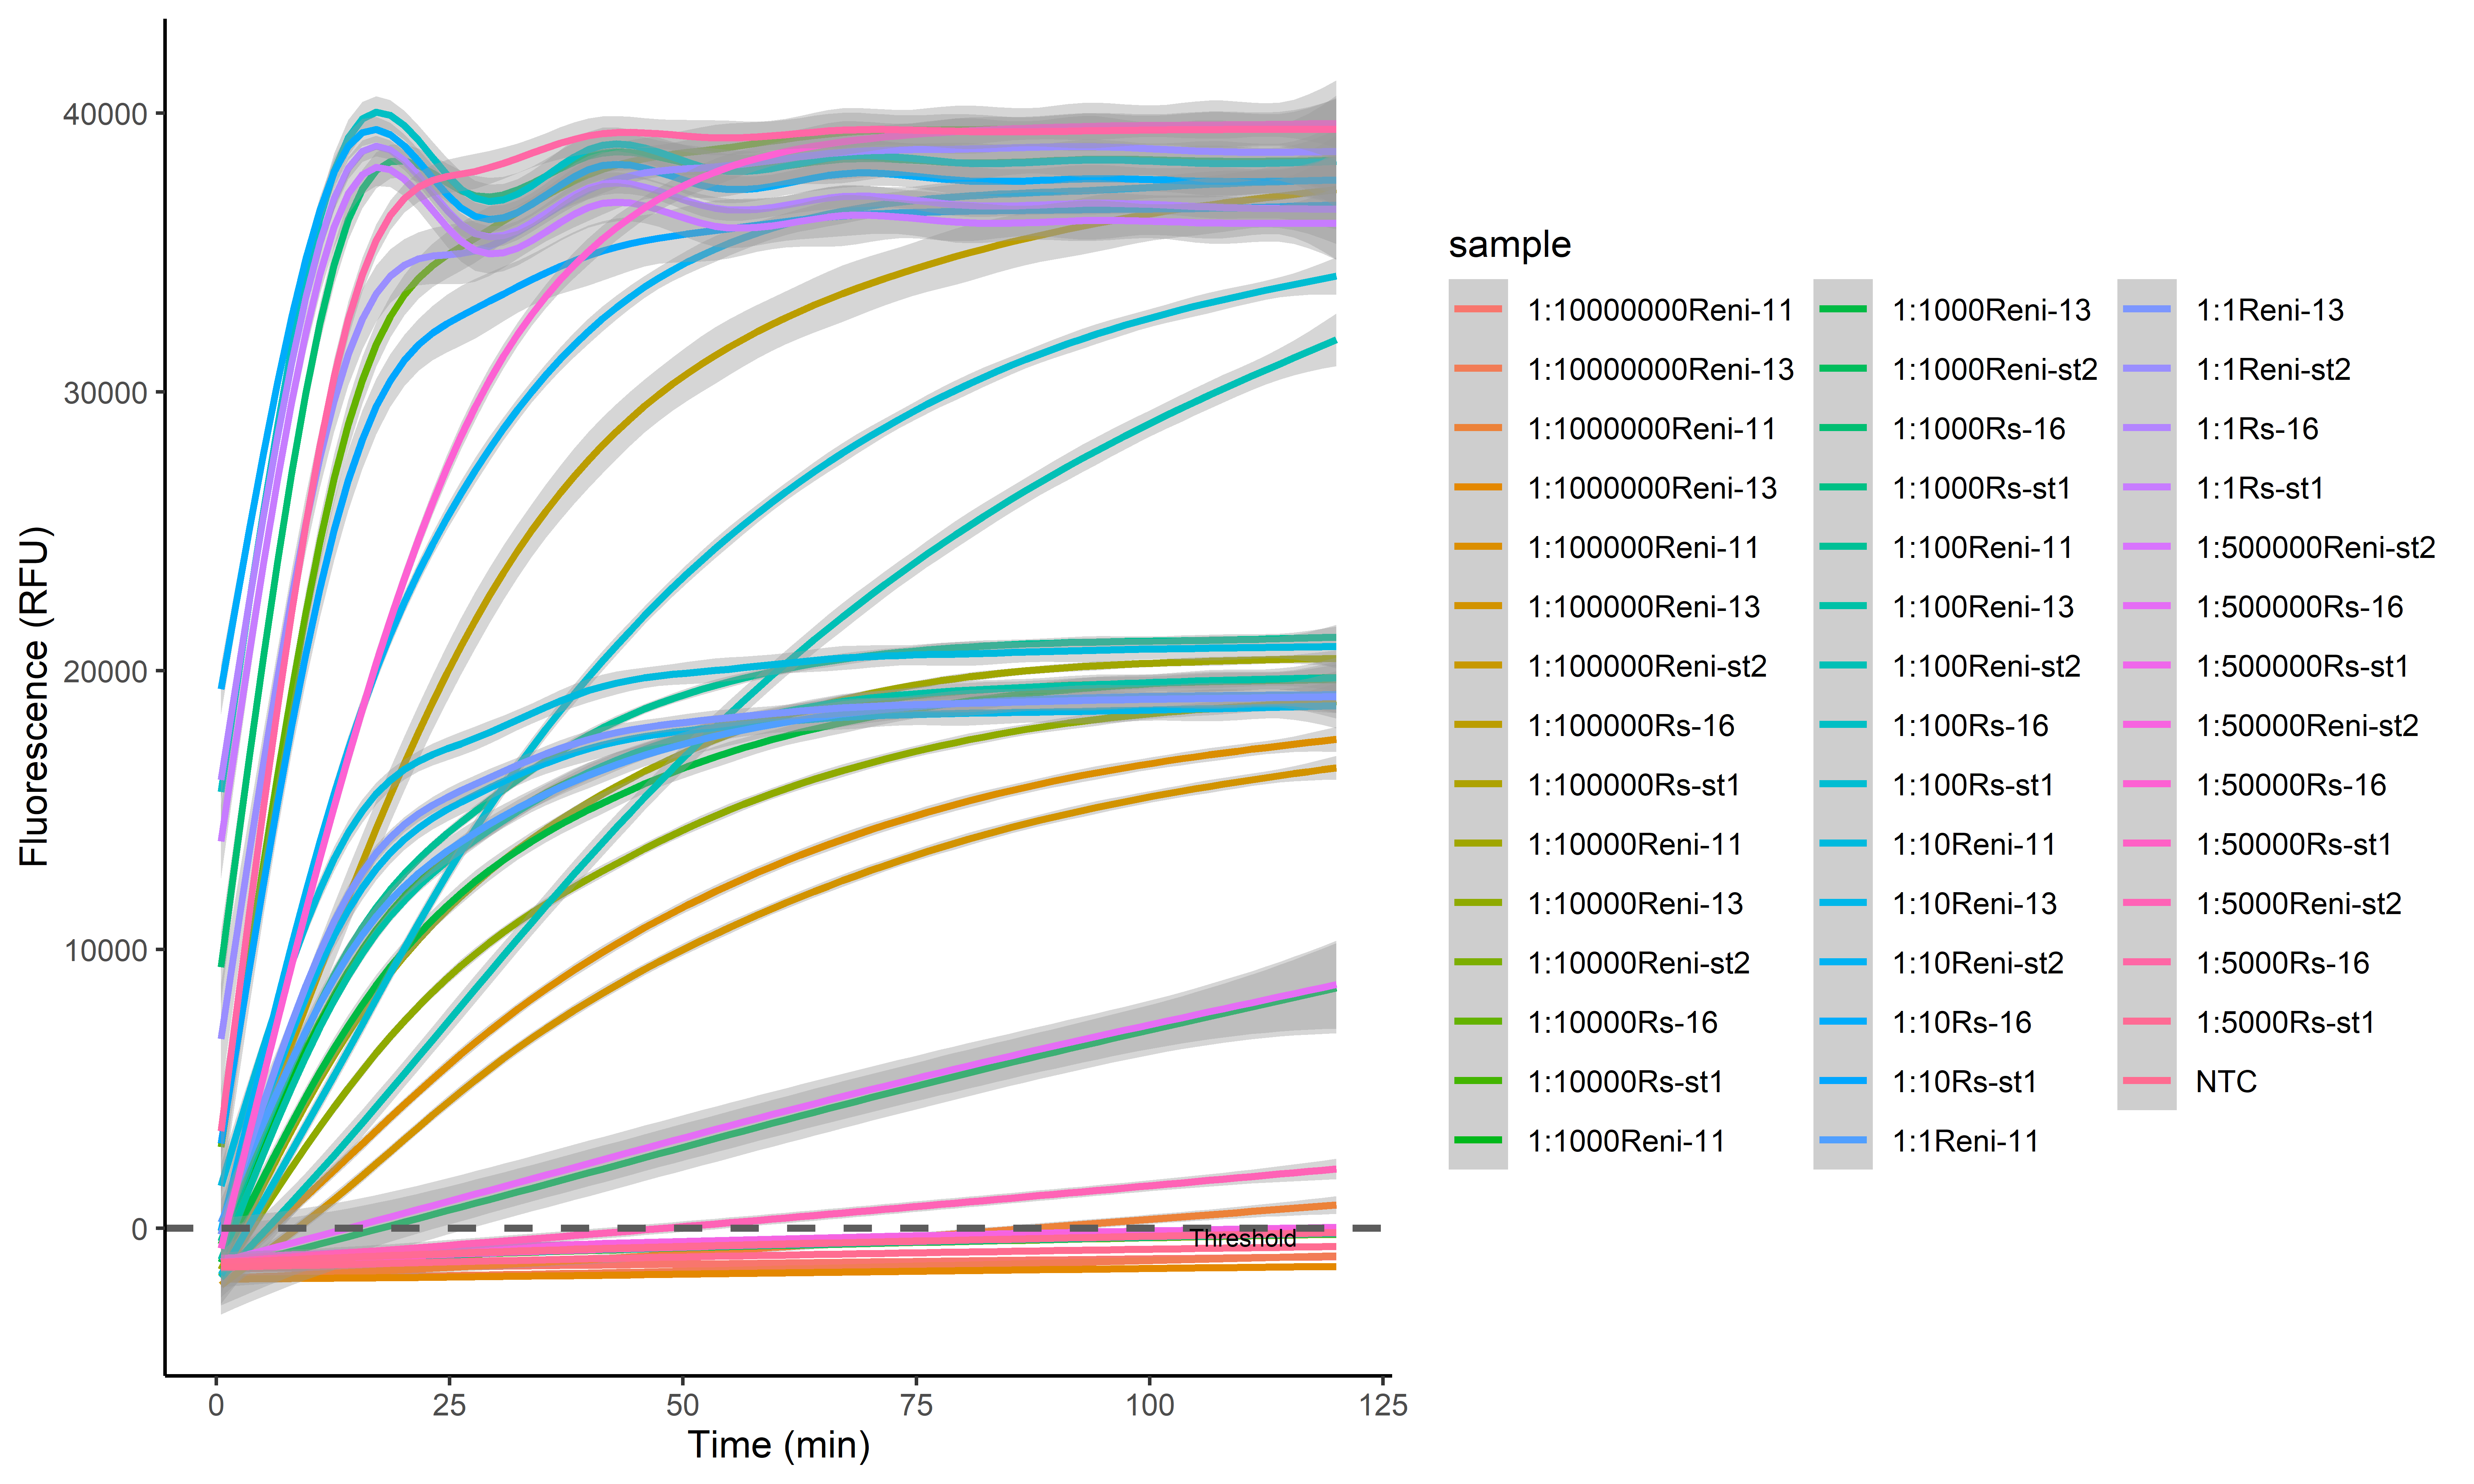 Fluorescence (RFU)
40000
30000
20000
10000
0
Threshold
0 25 50 75 100 125
Time (min)
sample
1:10000000Reni-11
1:10000000Reni-13
1:1000000Reni-11
1:1000000Reni-13
1:100000Reni-11
1:100000Reni-13
1:100000Reni-st2
1:100000Rs-16
1:100000Rs-st1
1:10000Reni-11
1:10000Reni-13
1:10000Reni-st2
1:10000Rs-16
1:10000Rs-st1
1:1000Reni-11
1:1000Reni-13
1:1000Reni-st2
1:1000Rs-16
1:1000Rs-st1
1:100Reni-11
1:100Reni-13
1:100Reni-st2
1:100Rs-16
1:100Rs-st1
1:10Reni-11
1:10Reni-13
1:10Reni-st2
1:10Rs-16
1:10Rs-st1
1:1Reni-11
1:1Reni-13
1:1Reni-st2
1:1Rs-16
1:1Rs-st1
1:500000Reni-st2
1:500000Rs-16
1:500000Rs-st1
1:50000Reni-st2
1:50000Rs-16
1:50000Rs-st1
1:5000Reni-st2
1:5000Rs-16
1:5000Rs-st1
NTC